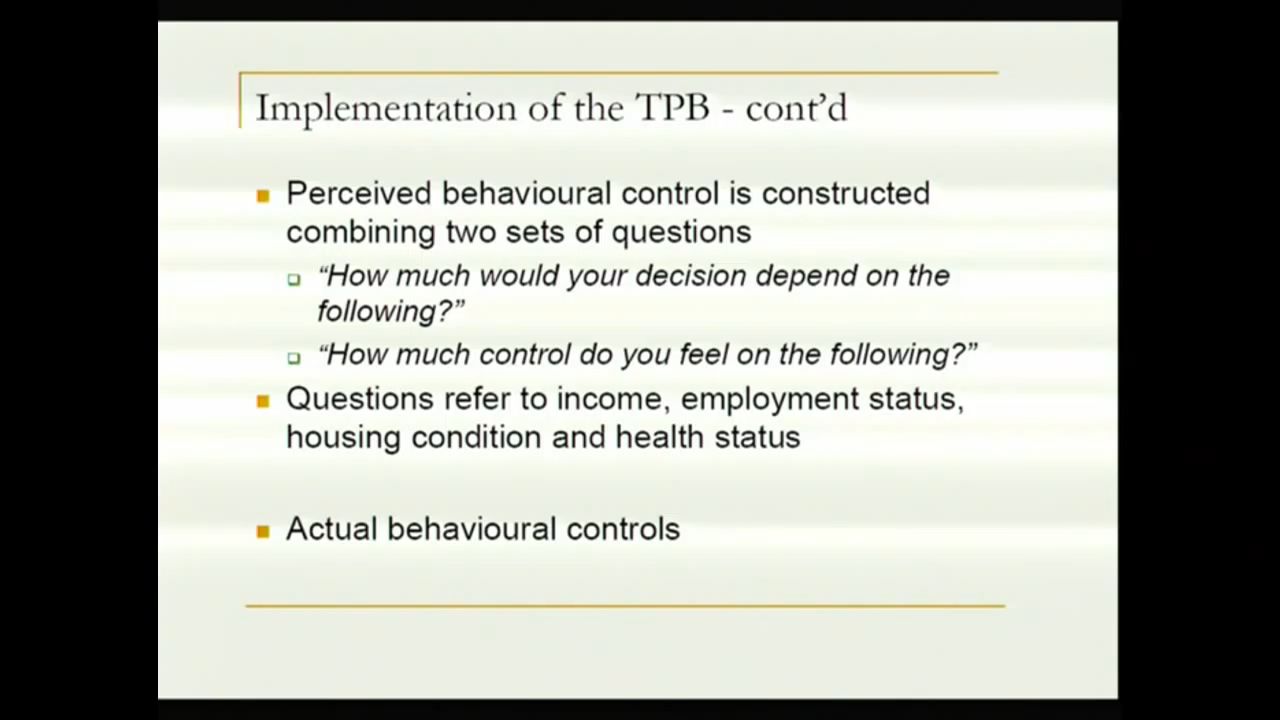 Implementation of the TPB - cont’d
Perceived behavioural control is constructed
combining two sets of questions
“How much would your decision depend on the
following?”
“How much control do you feel on the following?”
Questions refer to income, employment status,
housing condition and health status
Actual behavioural controls